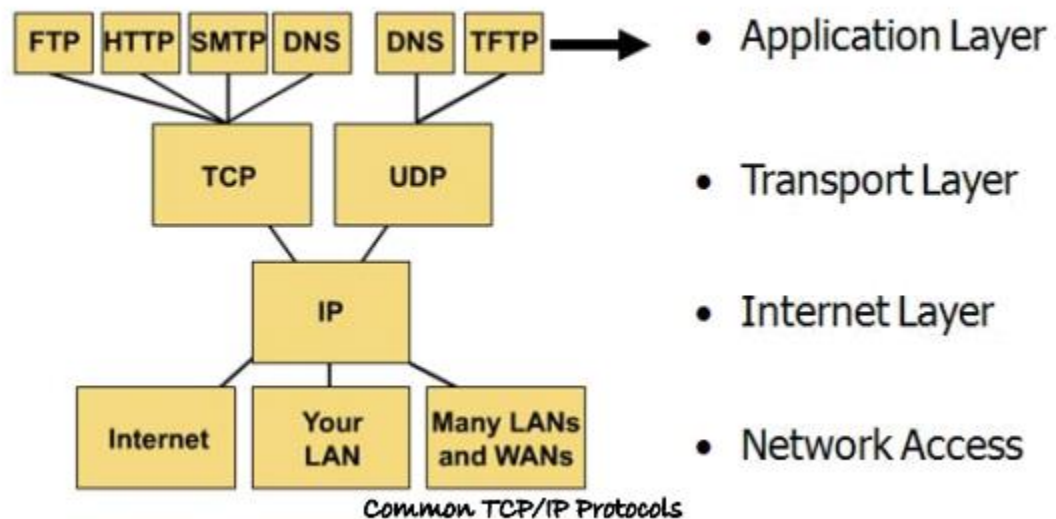 FTP HTTP SMTP DNS DNS TFTP • Application Layer
TCP UDP • Transport Layer
IP • Internet Layer
Internet Your LAN Many LANs and WANs • Network Access
Common TCP/IP Protocols